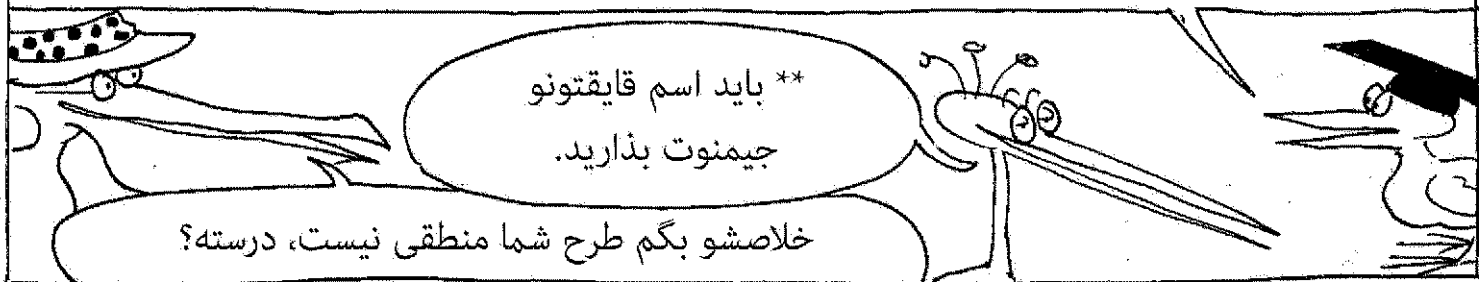 ** باید اسم قایقتونو
جیمنوت بذارید.
خلاصشو بگم طرح شما منطقی نیست، درسته؟